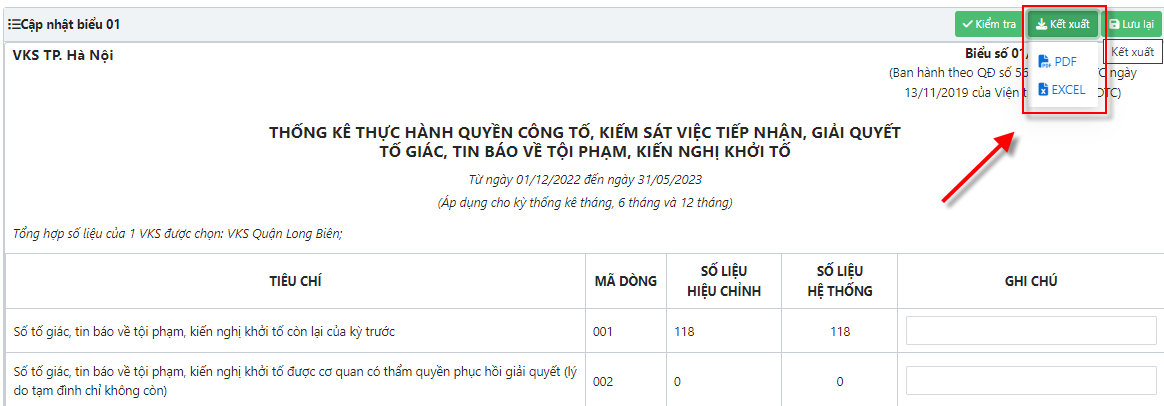 Cập nhật biểu 01
Kiểm tra
Kết xuất
Lưu lại
PDF
EXCEL
Kết xuất
VKS TP. Hà Nội
Biểu số 01/
(Ban hành theo QĐ số 56 C ngày
13/11/2019 của Viện t DTC)
THỐNG KÊ THỰC HÀNH QUYỀN CÔNG TỐ, KIỂM SÁT VIỆC TIẾP NHẬN, GIẢI QUYẾT
TỐ GIÁC, TIN BÁO VỀ TỘI PHẠM, KIẾN NGHỊ KHỞI TỐ
Từ ngày 01/12/2022 đến ngày 31/05/2023
(Áp dụng cho kỳ thống kê tháng, 6 tháng và 12 tháng)
Tổng hợp số liệu của 1 VKS được chọn: VKS Quận Long Biên;
TIÊU CHÍ
MÃ DÒNG
SỐ LIỆU
HIỆU CHỈNH
SỐ LIỆU
HỆ THỐNG
GHI CHÚ
Số tố giác, tin báo về tội phạm, kiến nghị khởi tố còn lại của kỳ trước
001
118
118
Số tố giác, tin báo về tội phạm, kiến nghị khởi tố được cơ quan có thẩm quyền phục hồi giải quyết (lý
do tạm đình chỉ không còn)
002
0
0